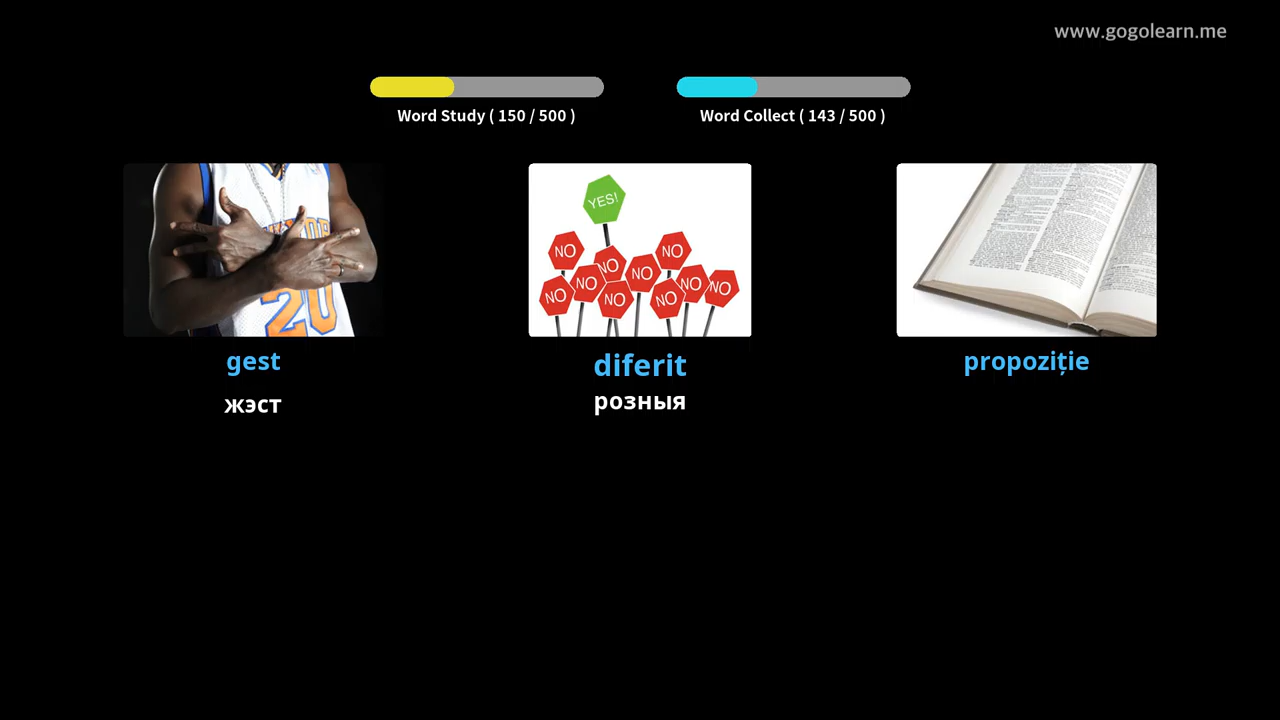 www.gogolearn.me
Word Study ( 150 / 500 )
Word Collect ( 143 / 500 )
20
YES!
NO
NO
NO
NO
NO
NO
NO
NO
NO
NO
gest
diferit
propoziție
жэст
розныя